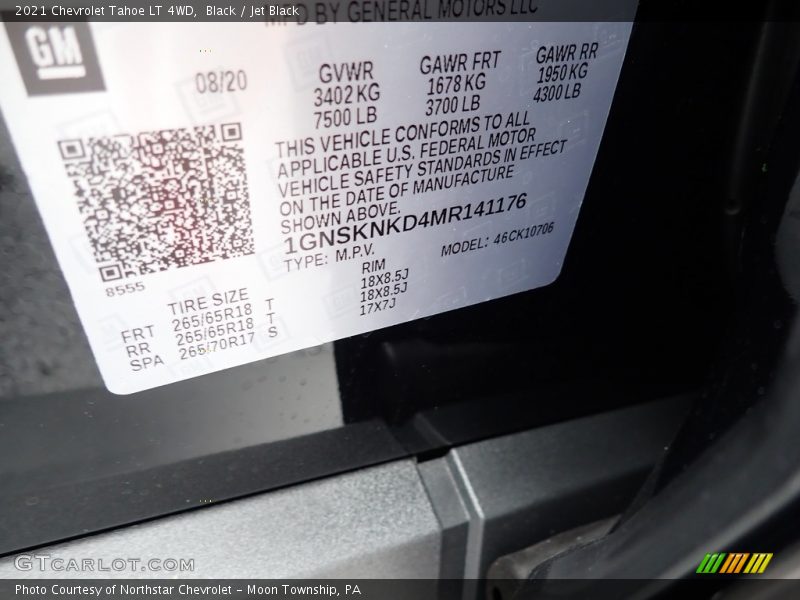 2021 Chevrolet Tahoe LT 4WD, Black / Jet Black
MFD BY GENERAL MOTORS LLC
GM
08/20
GVWR
3402 KG
7500 LB
GAWR FRT
1678 KG
3700 LB
GAWR RR
1950 KG
4300 LB
THIS VEHICLE CONFORMS TO ALL
APPLICABLE U.S. FEDERAL MOTOR
VEHICLE SAFETY STANDARDS IN EFFECT
ON THE DATE OF MANUFACTURE
SHOWN ABOVE.
1GNSKNKD4MR141176
TYPE: M.P.V.
MODEL: 46CK10706
8555
TIRE SIZE
RIM
FRT 265/65R18 T 18X8.5J
RR 265/65R18 T 18X8.5J
SPA 265/70R17 S 17X7J
GTCARLOT.COM
Photo Courtesy of Northstar Chevrolet - Moon Township, PA